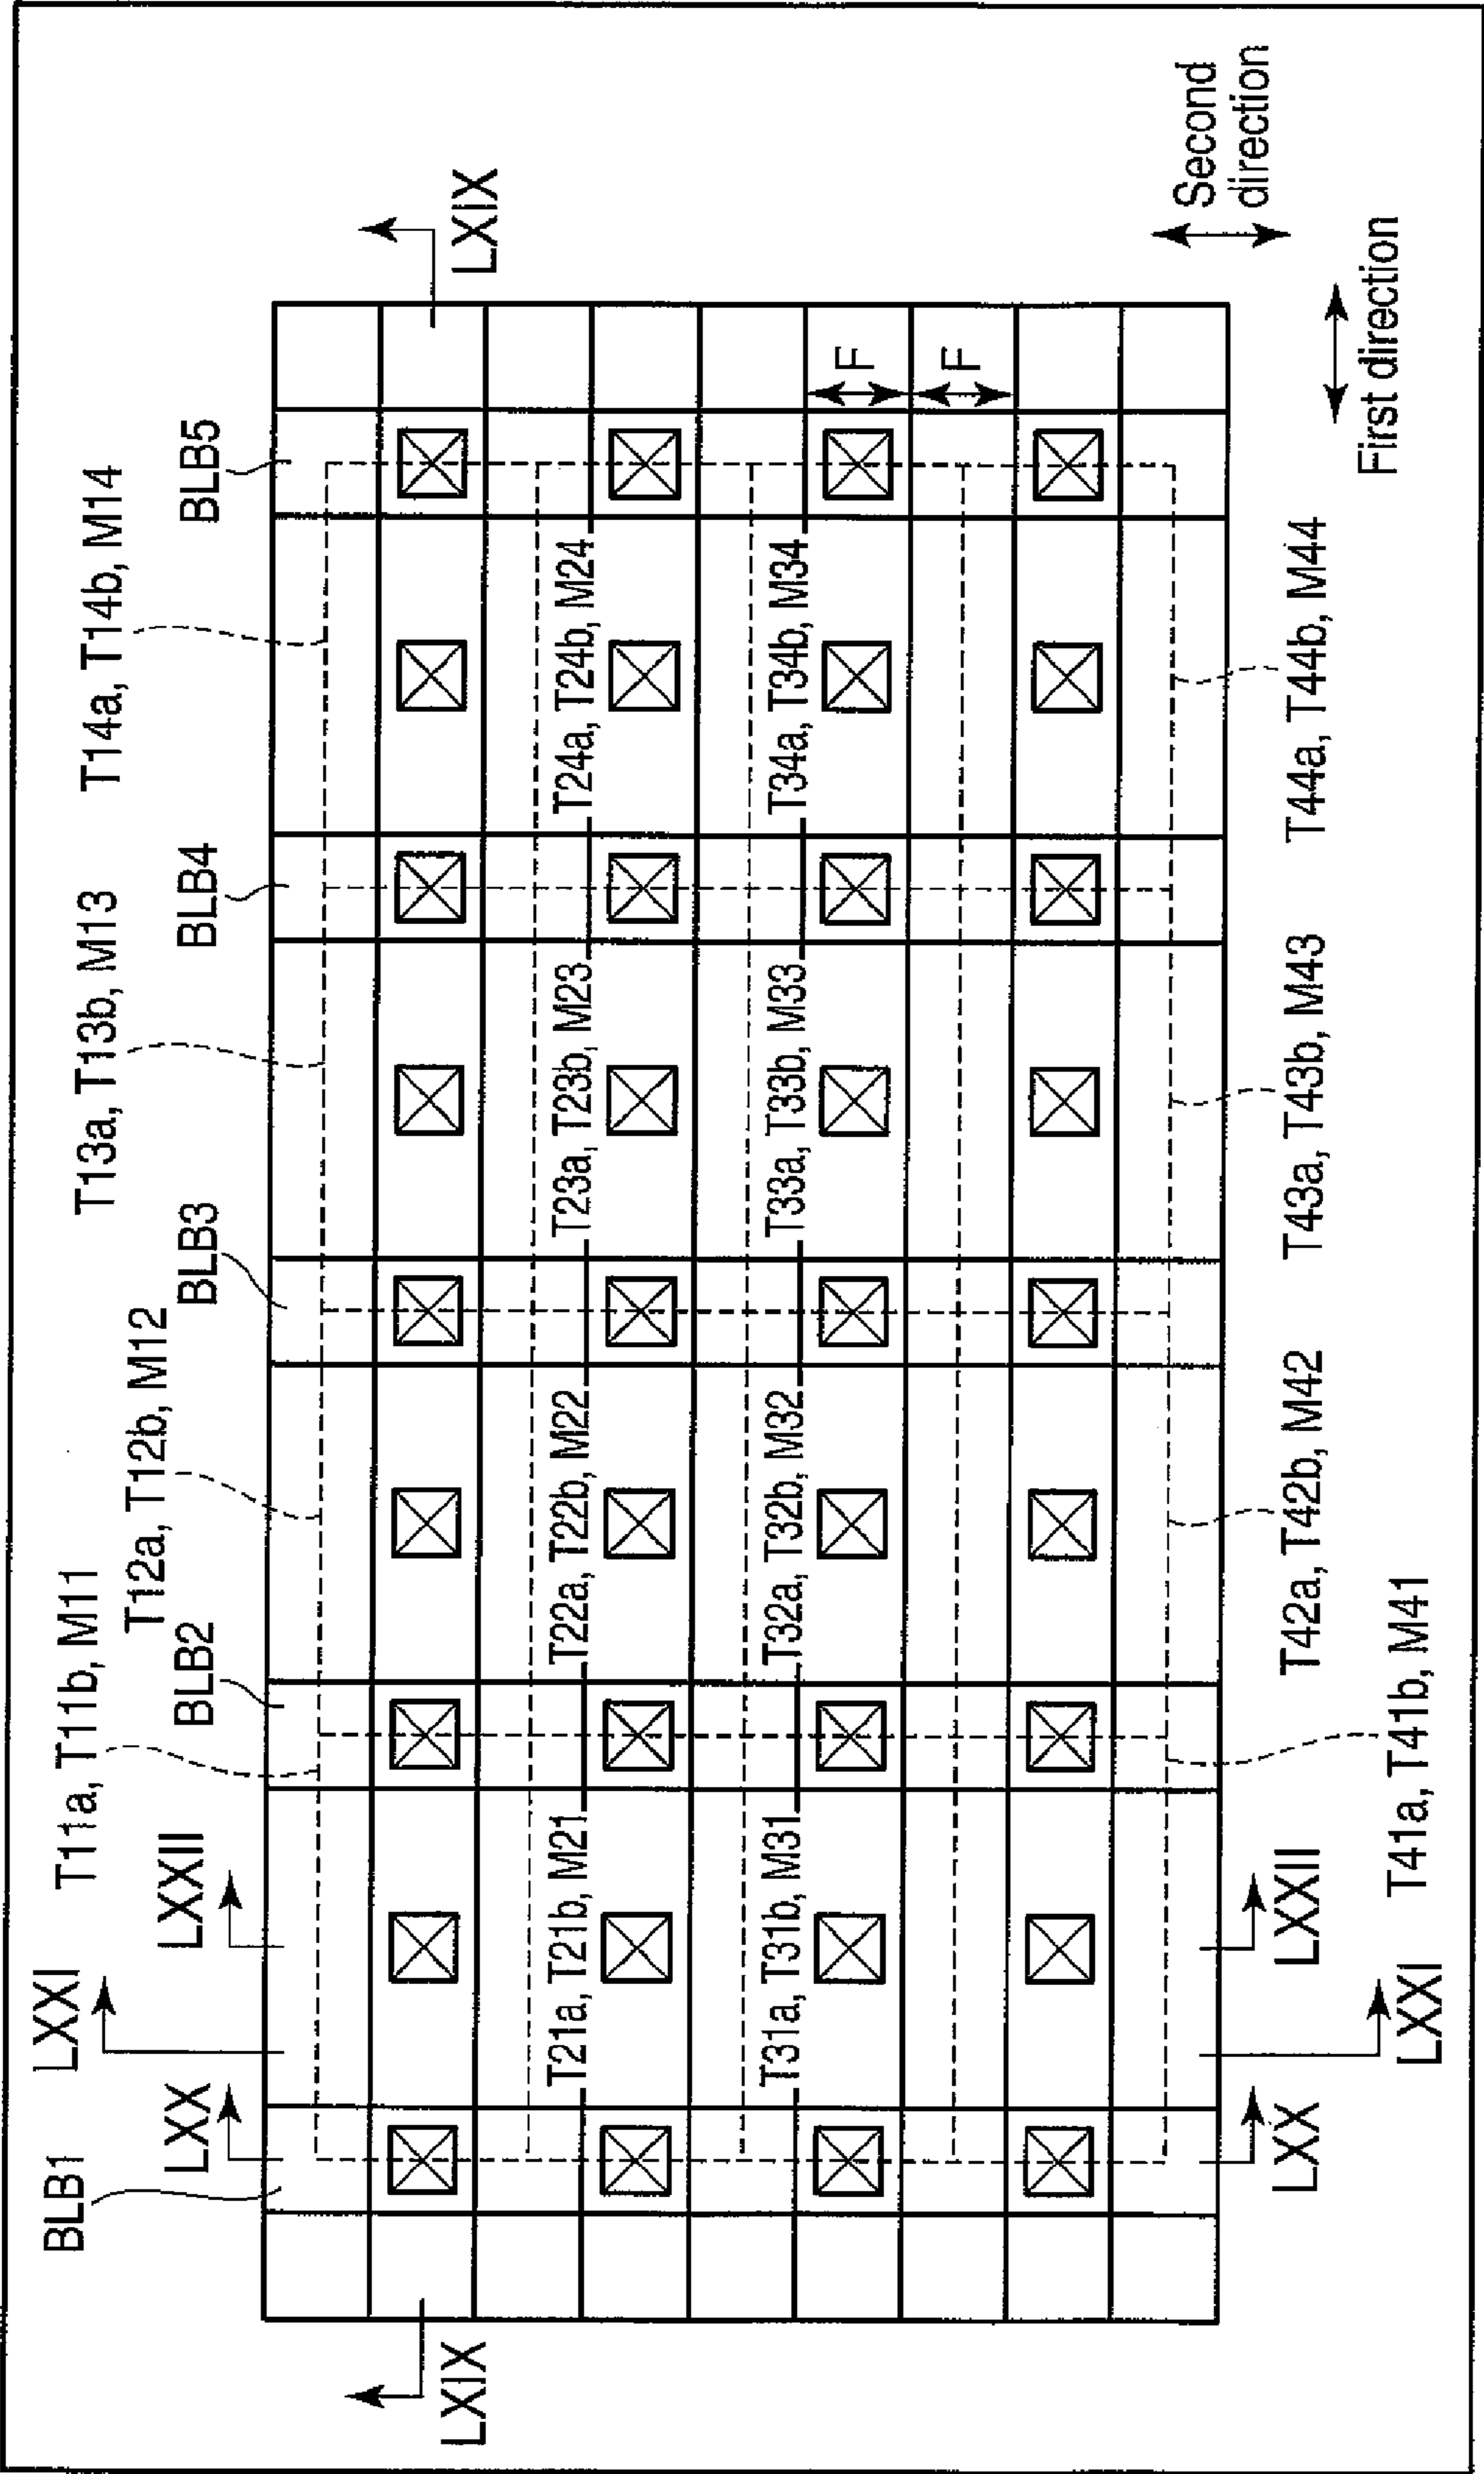 BLB1
LXXI
T11a, T11b, M11
T13a, T13b, M13
T14a, T14b, M14
T12a, T12b, M12
LXX
LXXII
BLB2
BLB3
BLB4
BLB5
LXIX
LXIX
T21a, T21b, M21
T22a, T22b, M22
T23a, T23b, M23
T24a, T24b, M24
T31a, T31b, M31
T32a, T32b, M32
T33a, T33b, M33
T34a, T34b, M34
F
F
Second
direction
LXX
LXXII
T42a, T42b, M42
T43a, T43b, M43
T44a, T44b, M44
First direction
LXXI
T41a, T41b, M41